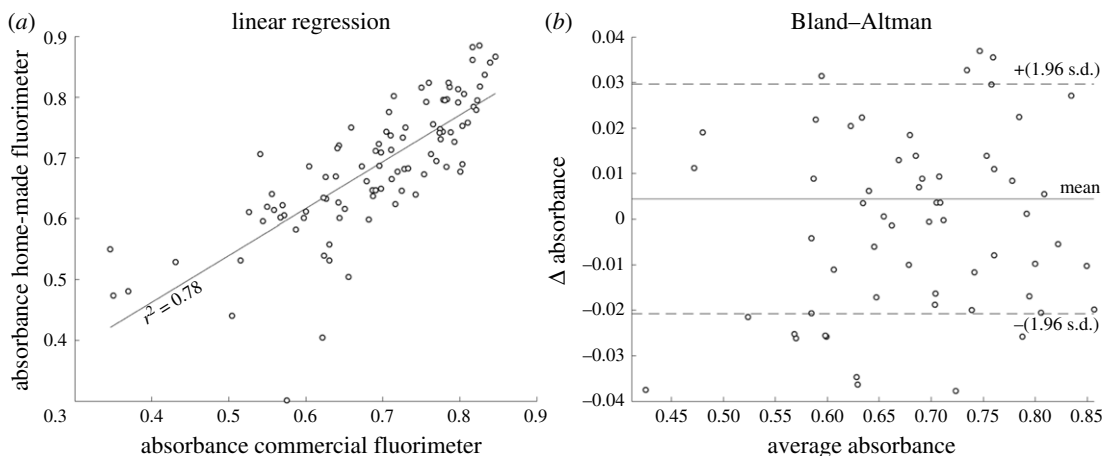 (a) linear regression
absorbance home-made fluorimeter
0.9
0.8
0.7
0.6
0.5
0.4
0.3 0.4 0.5 0.6 0.7 0.8 0.9
r² = 0.78
absorbance commercial fluorimeter
(b) Bland–Altman
Δ absorbance
0.04
0.03
0.02
0.01
0
–0.01
–0.02
–0.03
–0.04
+(1.96 s.d.)
mean
–(1.96 s.d.)
0.45 0.50 0.55 0.60 0.65 0.70 0.75 0.80 0.85
average absorbance